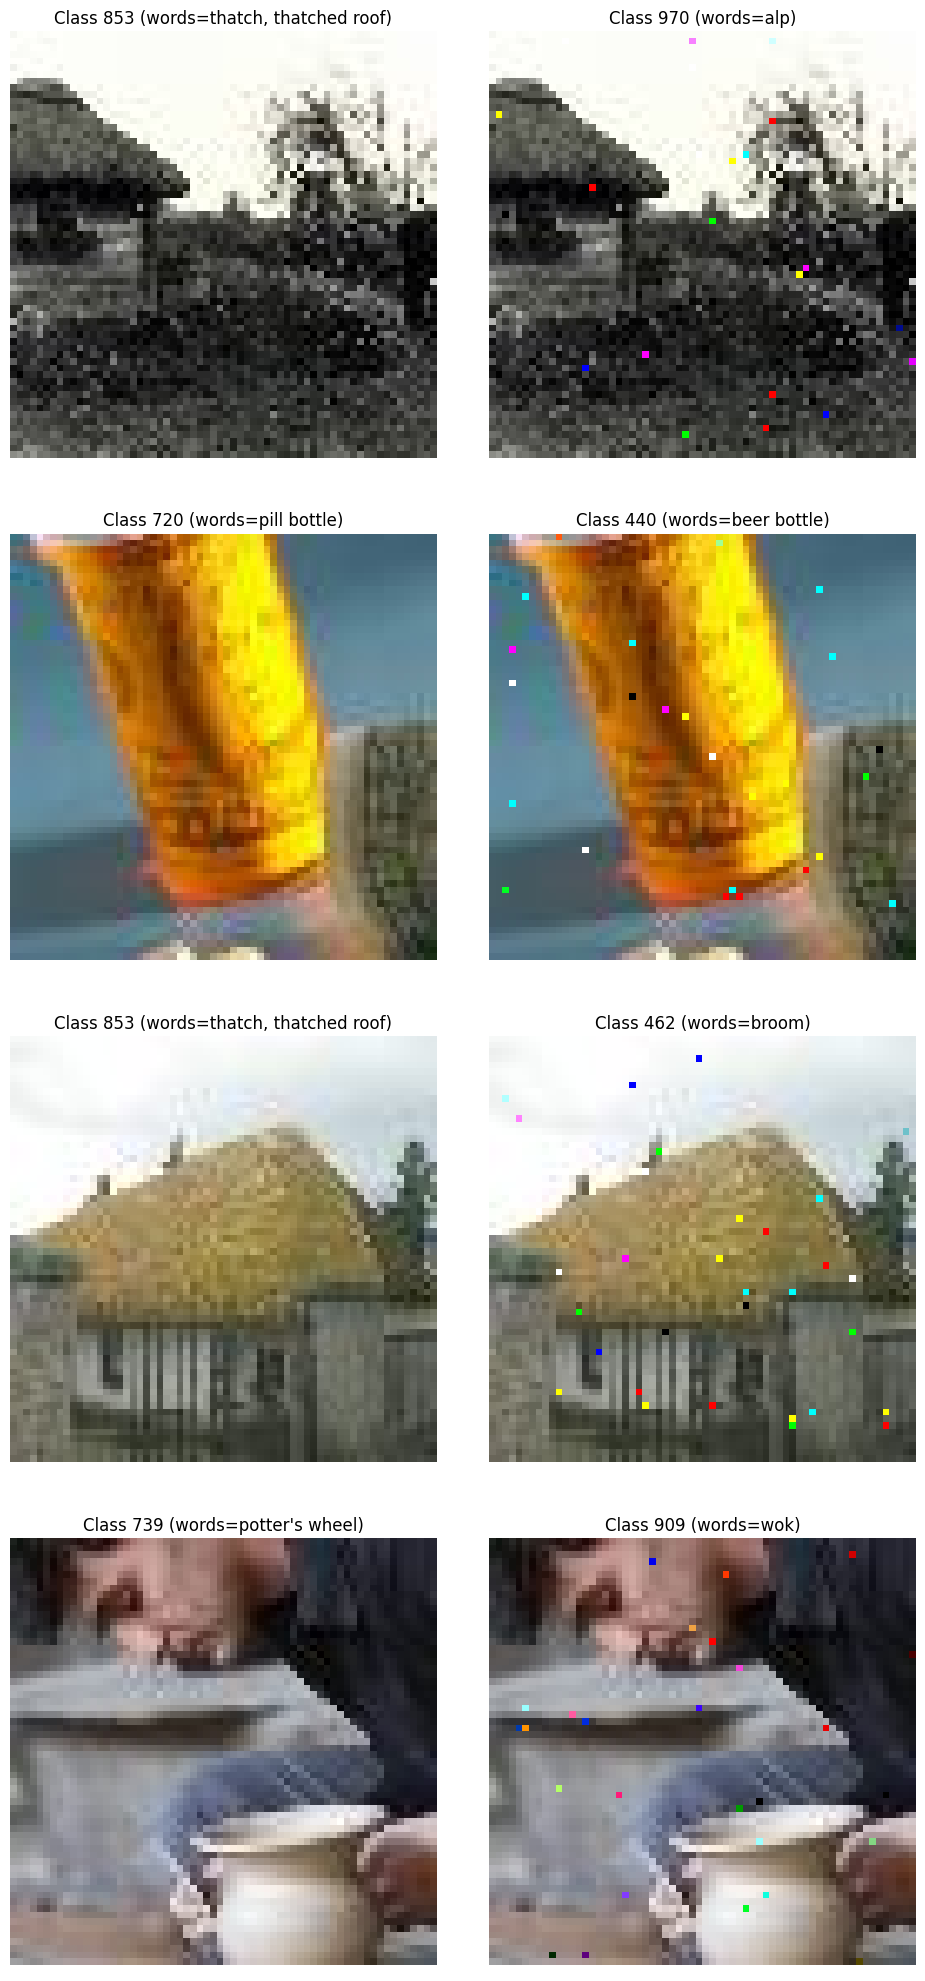 Class 853 (words=thatch, thatched roof)
Class 970 (words=alp)
Class 720 (words=pill bottle)
Class 440 (words=beer bottle)
Class 853 (words=thatch, thatched roof)
Class 462 (words=broom)
Class 739 (words=potter's wheel)
Class 909 (words=wok)